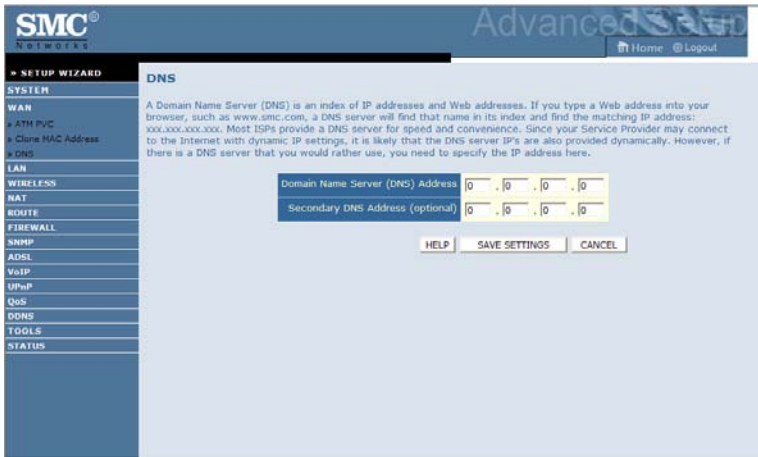 SMC®
Networks
Advanced Setup
Home Logout
» SETUP WIZARD
SYSTEM
WAN
» ATM PVC
» Clone MAC Address
» DNS
LAN
WIRELESS
NAT
ROUTE
FIREWALL
SNMP
ADSL
VoIP
UPnP
QoS
DDNS
TOOLS
STATUS
DNS
A Domain Name Server (DNS) is an index of IP addresses and Web addresses. If you type a Web address into your
browser, such as www.smc.com, a DNS server will find that name in its index and find the matching IP address:
xxx.xxx.xxx.xxx. Most ISPs provide a DNS server for speed and convenience. Since your Service Provider may connect
to the Internet with dynamic IP settings, it is likely that the DNS server IP's are also provided dynamically. However, if
there is a DNS server that you would rather use, you need to specify the IP address here.
Domain Name Server (DNS) Address 0 . 0 . 0 . 0
Secondary DNS Address (optional) 0 . 0 . 0 . 0
HELP SAVE SETTINGS CANCEL